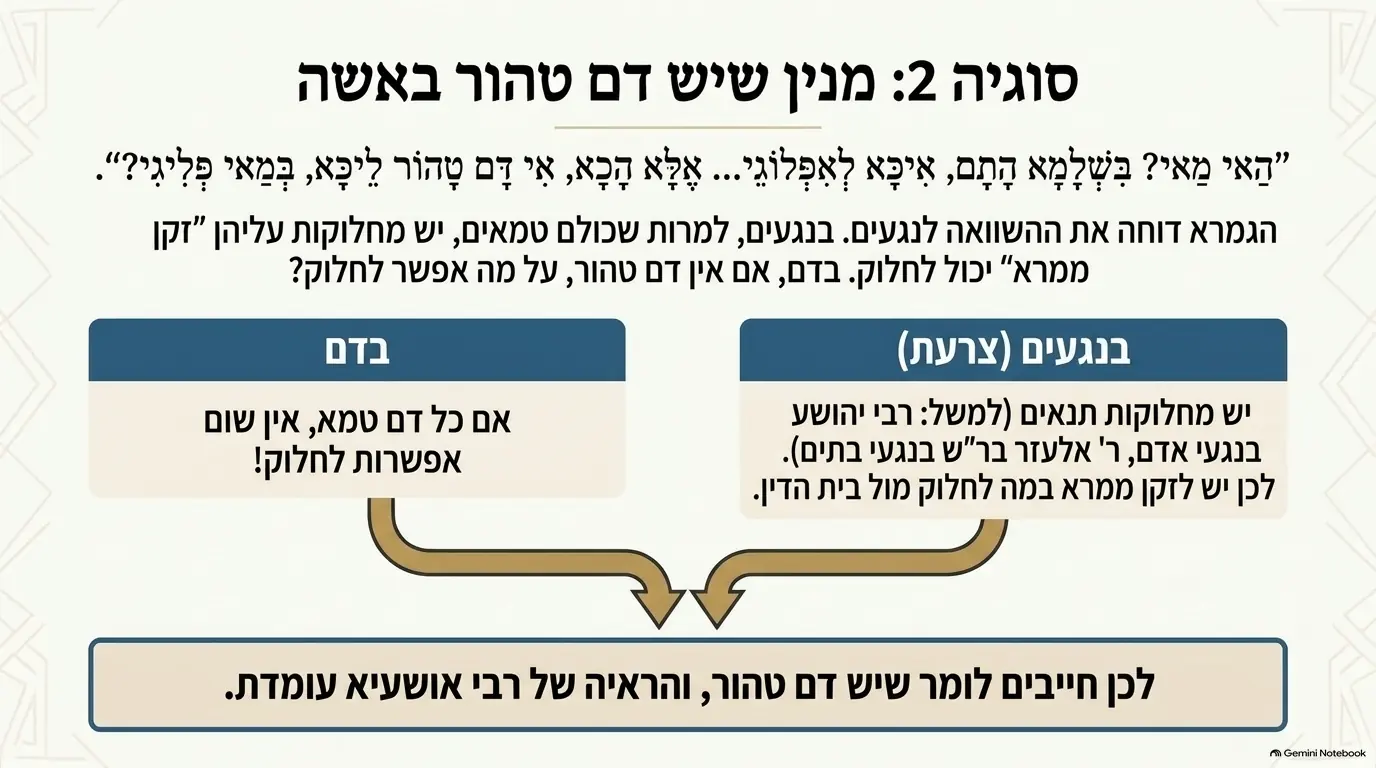 סוגיה 2: מנין שיש דם טהור באשה
"הַאי מַאי? בִּשְׁלָמָא הָתָם, אִיכָּא לְאִפְּלוֹגֵי... אֶלָּא הָכָא, אִי דָּם טָהוֹר לֵיכָּא, בְּמַאי פְּלִיגִי?".
הגמרא דוחה את ההשוואה לנגעים. בנגעים, למרות שכולם טמאים, יש מחלוקות עליהן "זקן
ממרא" יכול לחלוק. בדם, אם אין דם טהור, על מה אפשר לחלוק?
בנגעים (צרעת)
יש מחלוקות תנאים (למשל: רבי יהושע
בנגעי אדם, ר' אלעזר בר"ש בנגעי בתים).
לכן יש לזקן ממרא במה לחלוק מול בית הדין.
בדם
אם כל דם טמא, אין שום
אפשרות לחלוק!
לכן חייבים לומר שיש דם טהור, והראיה של רבי אושעיא עומדת.
Gemini Notebook